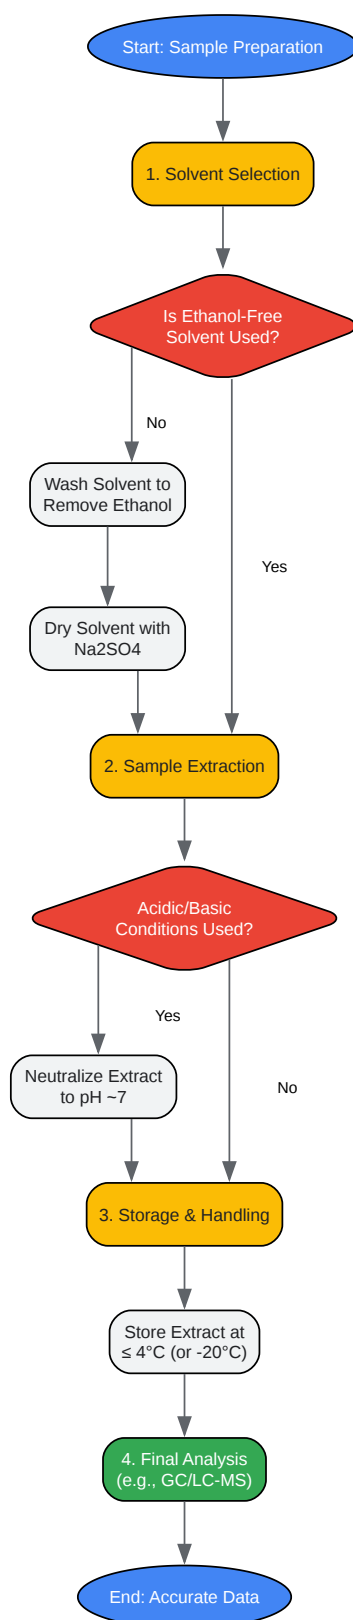 Start: Sample Preparation
1. Solvent Selection
Is Ethanol-Free
Solvent Used?
No
Wash Solvent to
Remove Ethanol
Yes
Dry Solvent with
Na2SO4
2. Sample Extraction
Acidic/Basic
Conditions Used?
Yes
Neutralize Extract
to pH ~7
No
3. Storage & Handling
Store Extract at
≤ 4°C (or -20°C)
4. Final Analysis
(e.g., GC/LC-MS)
End: Accurate Data